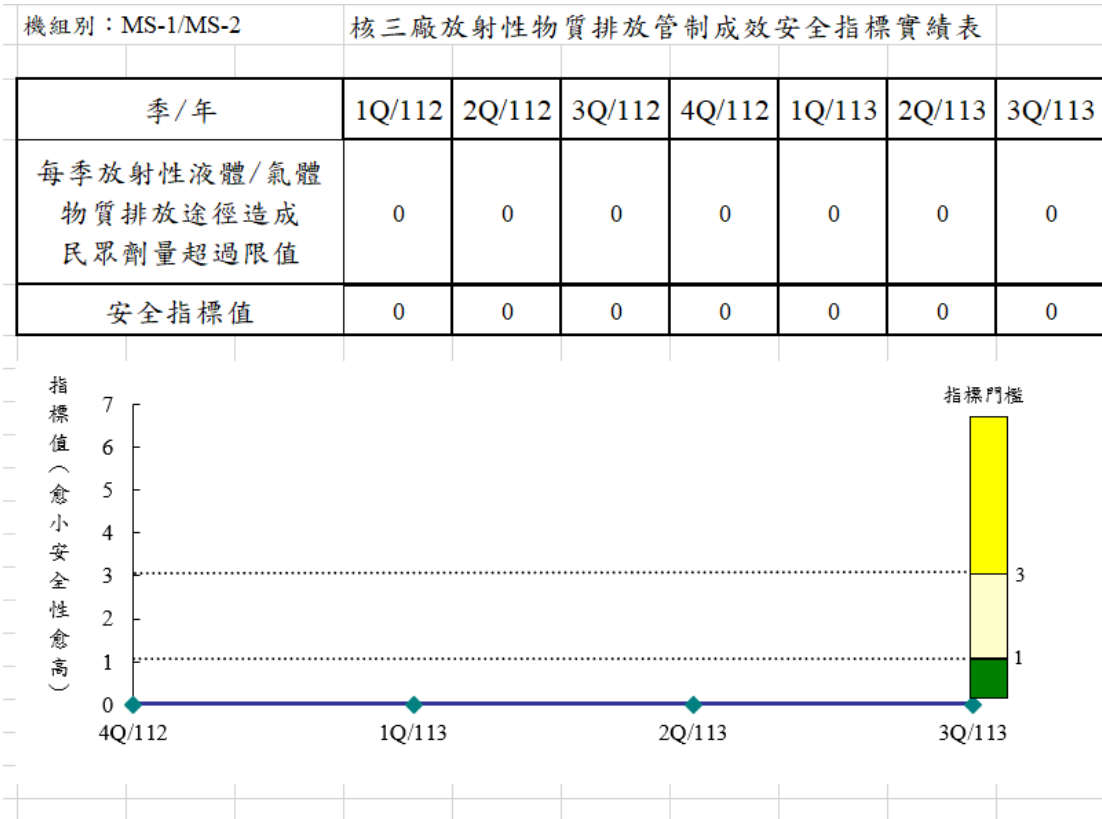 機組別：MS-1/MS-2 核三廠放射性物質排放管制成效安全指標實績表
季/年 1Q/112 2Q/112 3Q/112 4Q/112 1Q/113 2Q/113 3Q/113
每季放射性液體/氣體
物質排放途徑造成
民眾劑量超過限值
0 0 0 0 0 0 0
安全指標值 0 0 0 0 0 0 0
指標值（愈小安全性愈高）
7
6
5
4
3
2
1
0
4Q/112 1Q/113 2Q/113 3Q/113
指標門檻
3
1